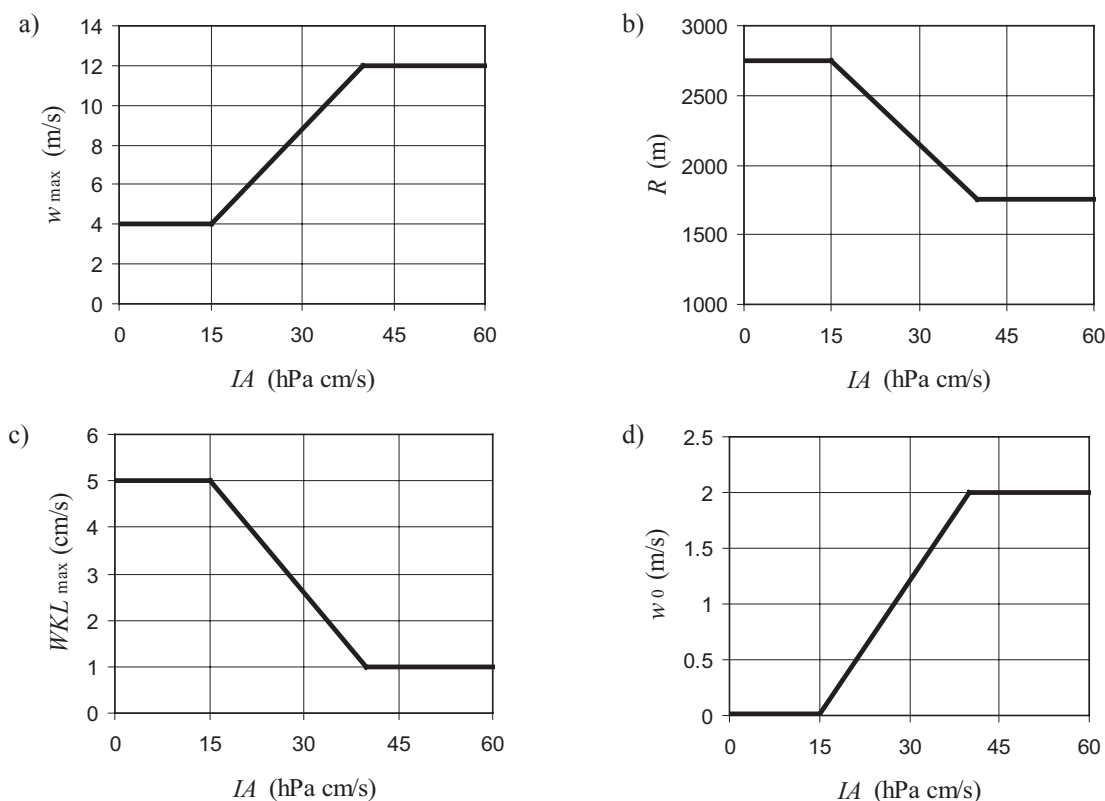 a)
w max (m/s)
14
12
10
8
6
4
2
0
0 15 30 45 60
IA (hPa cm/s)
b)
R (m)
3000
2500
2000
1500
1000
0 15 30 45 60
IA (hPa cm/s)
c)
WKL max (cm/s)
6
5
4
3
2
1
0
0 15 30 45 60
IA (hPa cm/s)
d)
w 0 (m/s)
2.5
2
1.5
1
0.5
0
0 15 30 45 60
IA (hPa cm/s)